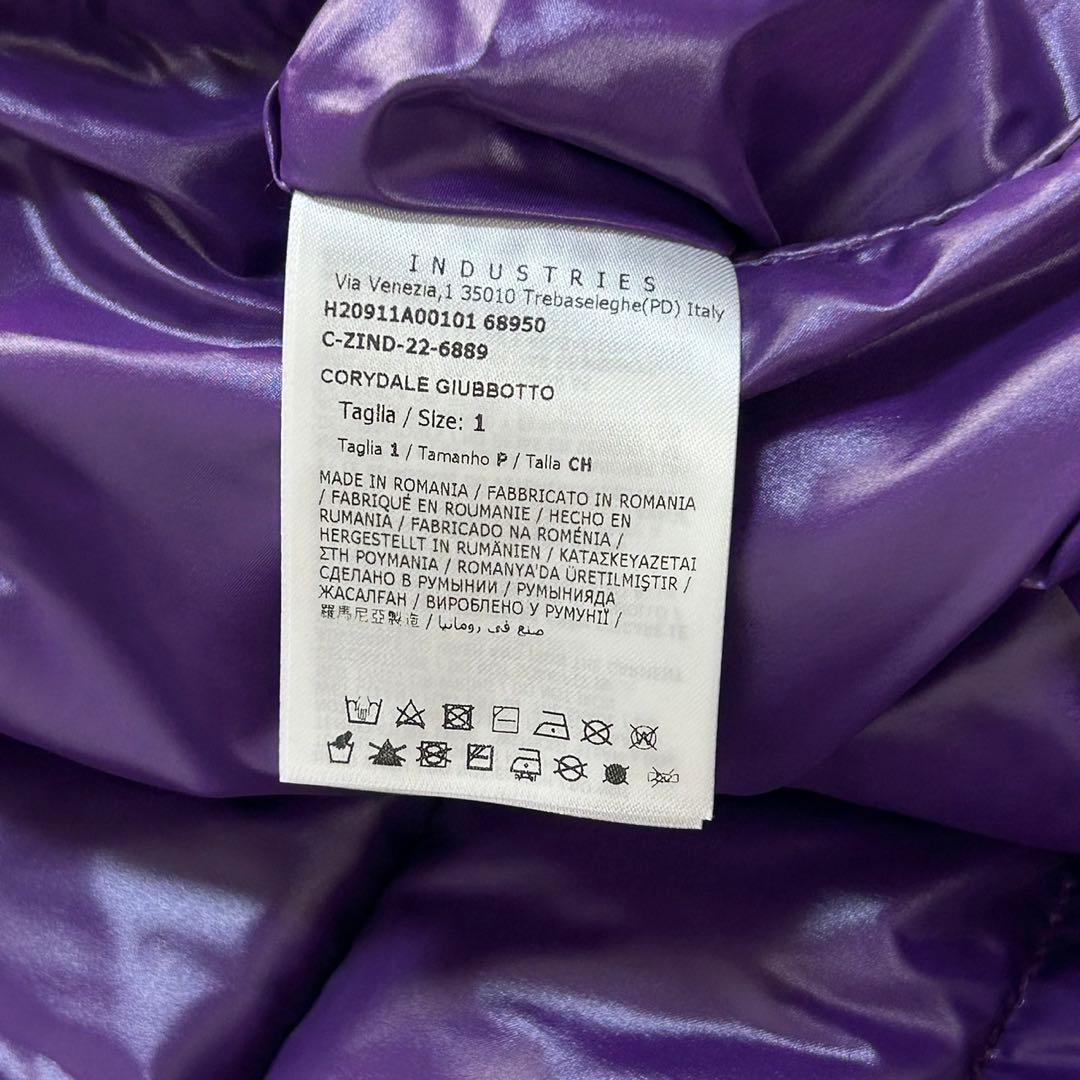 INDUSTRIES
Via Venezia,1 35010 Trebaseleghe(PD) Italy
H20911A00101 68950
C-ZIND-22-6889
CORYDALE GIUBBOTTO
Taglia / Size: 1
Taglia 1 / Tamanho P / Talla CH
MADE IN ROMANIA / FABBRICATO IN ROMANIA
/ FABRIQUÉ EN ROUMANIE / HECHO EN
RUMANIA / FABRICADO NA ROMÉNIA /
HERGESTELLT IN RUMÄNIEN / ΚΑΤΑΣΚΕΥΑΖΕΤΑΙ
ΣΤΗ ΡΟΥΜΑΝΙΑ / ROMANYA'DA ÜRETILMIŞTIR /
СДЕЛАНО В РУМЫНИИ / РУМЫНИЯДА
ЖАСАЛҒАН / ВИРОБЛЕНО У РУМУНІЇ /
羅馬尼亞製造 / صنع في رومانيا